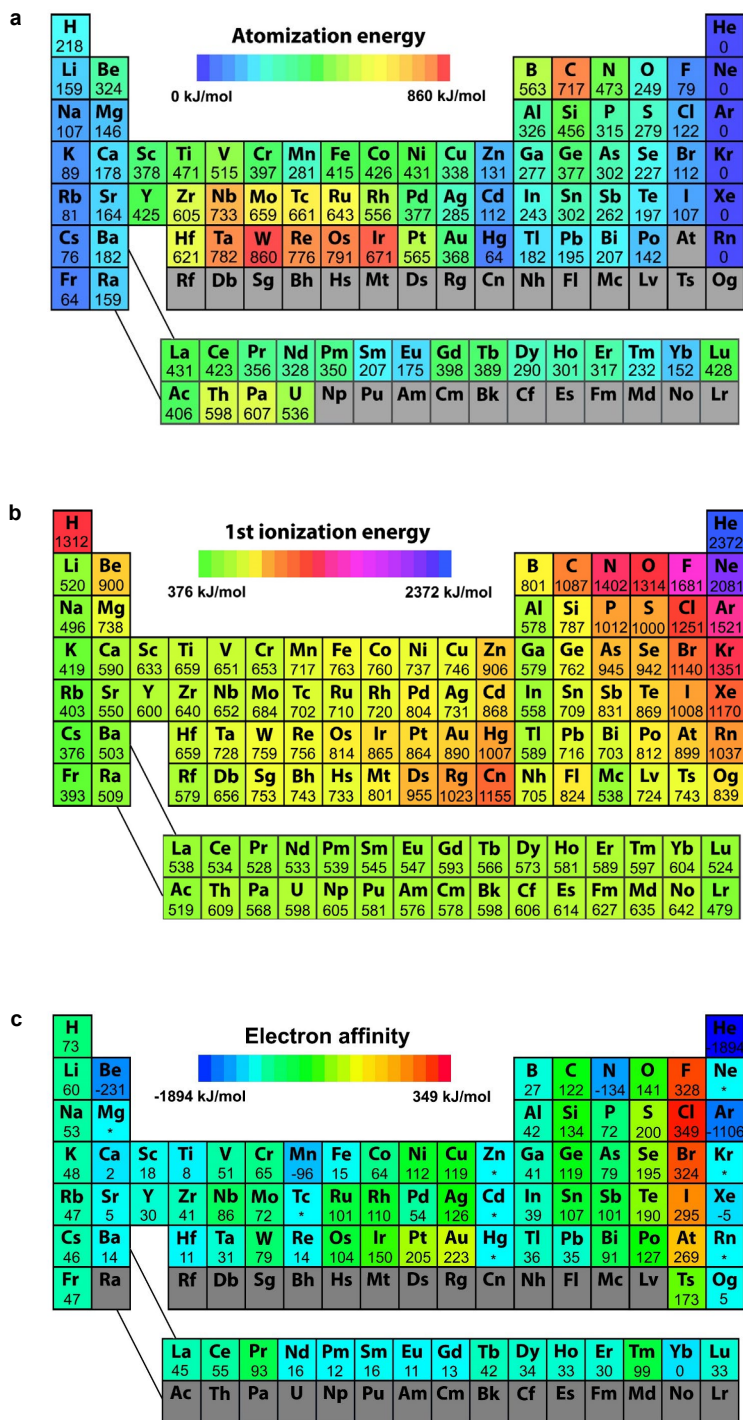 a
H He
218 0
Atomization energy
0 kJ/mol 860 kJ/mol
Li Be B C N O F Ne
159 324 563 717 473 249 79 0
Na Mg Al Si P S Cl Ar
107 146 326 456 315 279 122 0
K Ca Sc Ti V Cr Mn Fe Co Ni Cu Zn Ga Ge As Se Br Kr
89 178 378 471 515 397 281 415 426 431 338 131 277 377 302 227 112 0
Rb Sr Y Zr Nb Mo Tc Ru Rh Pd Ag Cd In Sn Sb Te I Xe
81 164 425 605 733 659 661 643 556 377 285 112 243 302 262 197 107 0
Cs Ba Hf Ta W Re Os Ir Pt Au Hg Tl Pb Bi Po At Rn
76 182 621 782 860 776 791 671 565 368 64 182 195 207 142 0
Fr Ra Rf Db Sg Bh Hs Mt Ds Rg Cn Nh Fl Mc Lv Ts Og
64 159
La Ce Pr Nd Pm Sm Eu Gd Tb Dy Ho Er Tm Yb Lu
431 423 356 328 350 207 175 398 389 290 301 317 232 152 428
Ac Th Pa U Np Pu Am Cm Bk Cf Es Fm Md No Lr
406 598 607 536
b
H He
1312 2372
1st ionization energy
376 kJ/mol 2372 kJ/mol
Li Be B C N O F Ne
520 900 801 1087 1402 1314 1681 2081
Na Mg Al Si P S Cl Ar
496 738 578 787 1012 1000 1251 1521
K Ca Sc Ti V Cr Mn Fe Co Ni Cu Zn Ga Ge As Se Br Kr
419 590 633 659 651 653 717 763 760 737 746 906 579 762 945 942 1140 1351
Rb Sr Y Zr Nb Mo Tc Ru Rh Pd Ag Cd In Sn Sb Te I Xe
403 550 600 640 652 684 702 710 720 804 731 868 558 709 831 869 1008 1170
Cs Ba Hf Ta W Re Os Ir Pt Au Hg Tl Pb Bi Po At Rn
376 503 659 728 759 756 814 865 864 890 1007 589 716 703 812 899 1037
Fr Ra Rf Db Sg Bh Hs Mt Ds Rg Cn Nh Fl Mc Lv Ts Og
393 509 579 656 753 743 733 801 955 1023 1155 705 824 538 724 743 839
La Ce Pr Nd Pm Sm Eu Gd Tb Dy Ho Er Tm Yb Lu
538 534 528 533 539 545 547 593 566 573 581 589 597 604 524
Ac Th Pa U Np Pu Am Cm Bk Cf Es Fm Md No Lr
519 609 568 598 605 581 576 578 598 606 614 627 635 642 479
c
H He
73 -1894
Electron affinity
-1894 kJ/mol 349 kJ/mol
Li Be B C N O F Ne
60 -231 27 122 -134 141 328 *
Na Mg Al Si P S Cl Ar
53 * 42 134 72 200 349 -1106
K Ca Sc Ti V Cr Mn Fe Co Ni Cu Zn Ga Ge As Se Br Kr
48 2 18 8 51 65 -96 15 64 112 119 * 41 119 79 195 324 *
Rb Sr Y Zr Nb Mo Tc Ru Rh Pd Ag Cd In Sn Sb Te I Xe
47 5 30 41 86 72 * 101 110 54 126 * 39 107 101 190 295 -5
Cs Ba Hf Ta W Re Os Ir Pt Au Hg Tl Pb Bi Po At Rn
46 14 11 31 79 14 104 150 205 223 * 36 35 91 127 269 *
Fr Ra Rf Db Sg Bh Hs Mt Ds Rg Cn Nh Fl Mc Lv Ts Og
47 173 5
La Ce Pr Nd Pm Sm Eu Gd Tb Dy Ho Er Tm Yb Lu
45 55 93 16 12 16 11 13 42 34 33 30 99 0 33
Ac Th Pa U Np Pu Am Cm Bk Cf Es Fm Md No Lr